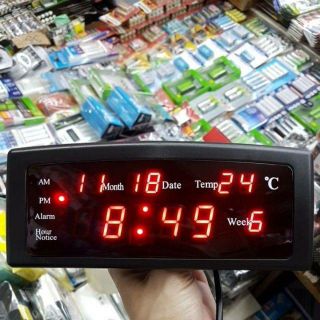 AM 11 Month 18 Date Temp 24 °C
PM
Alarm 8:49 Week 6
Hour
Notice